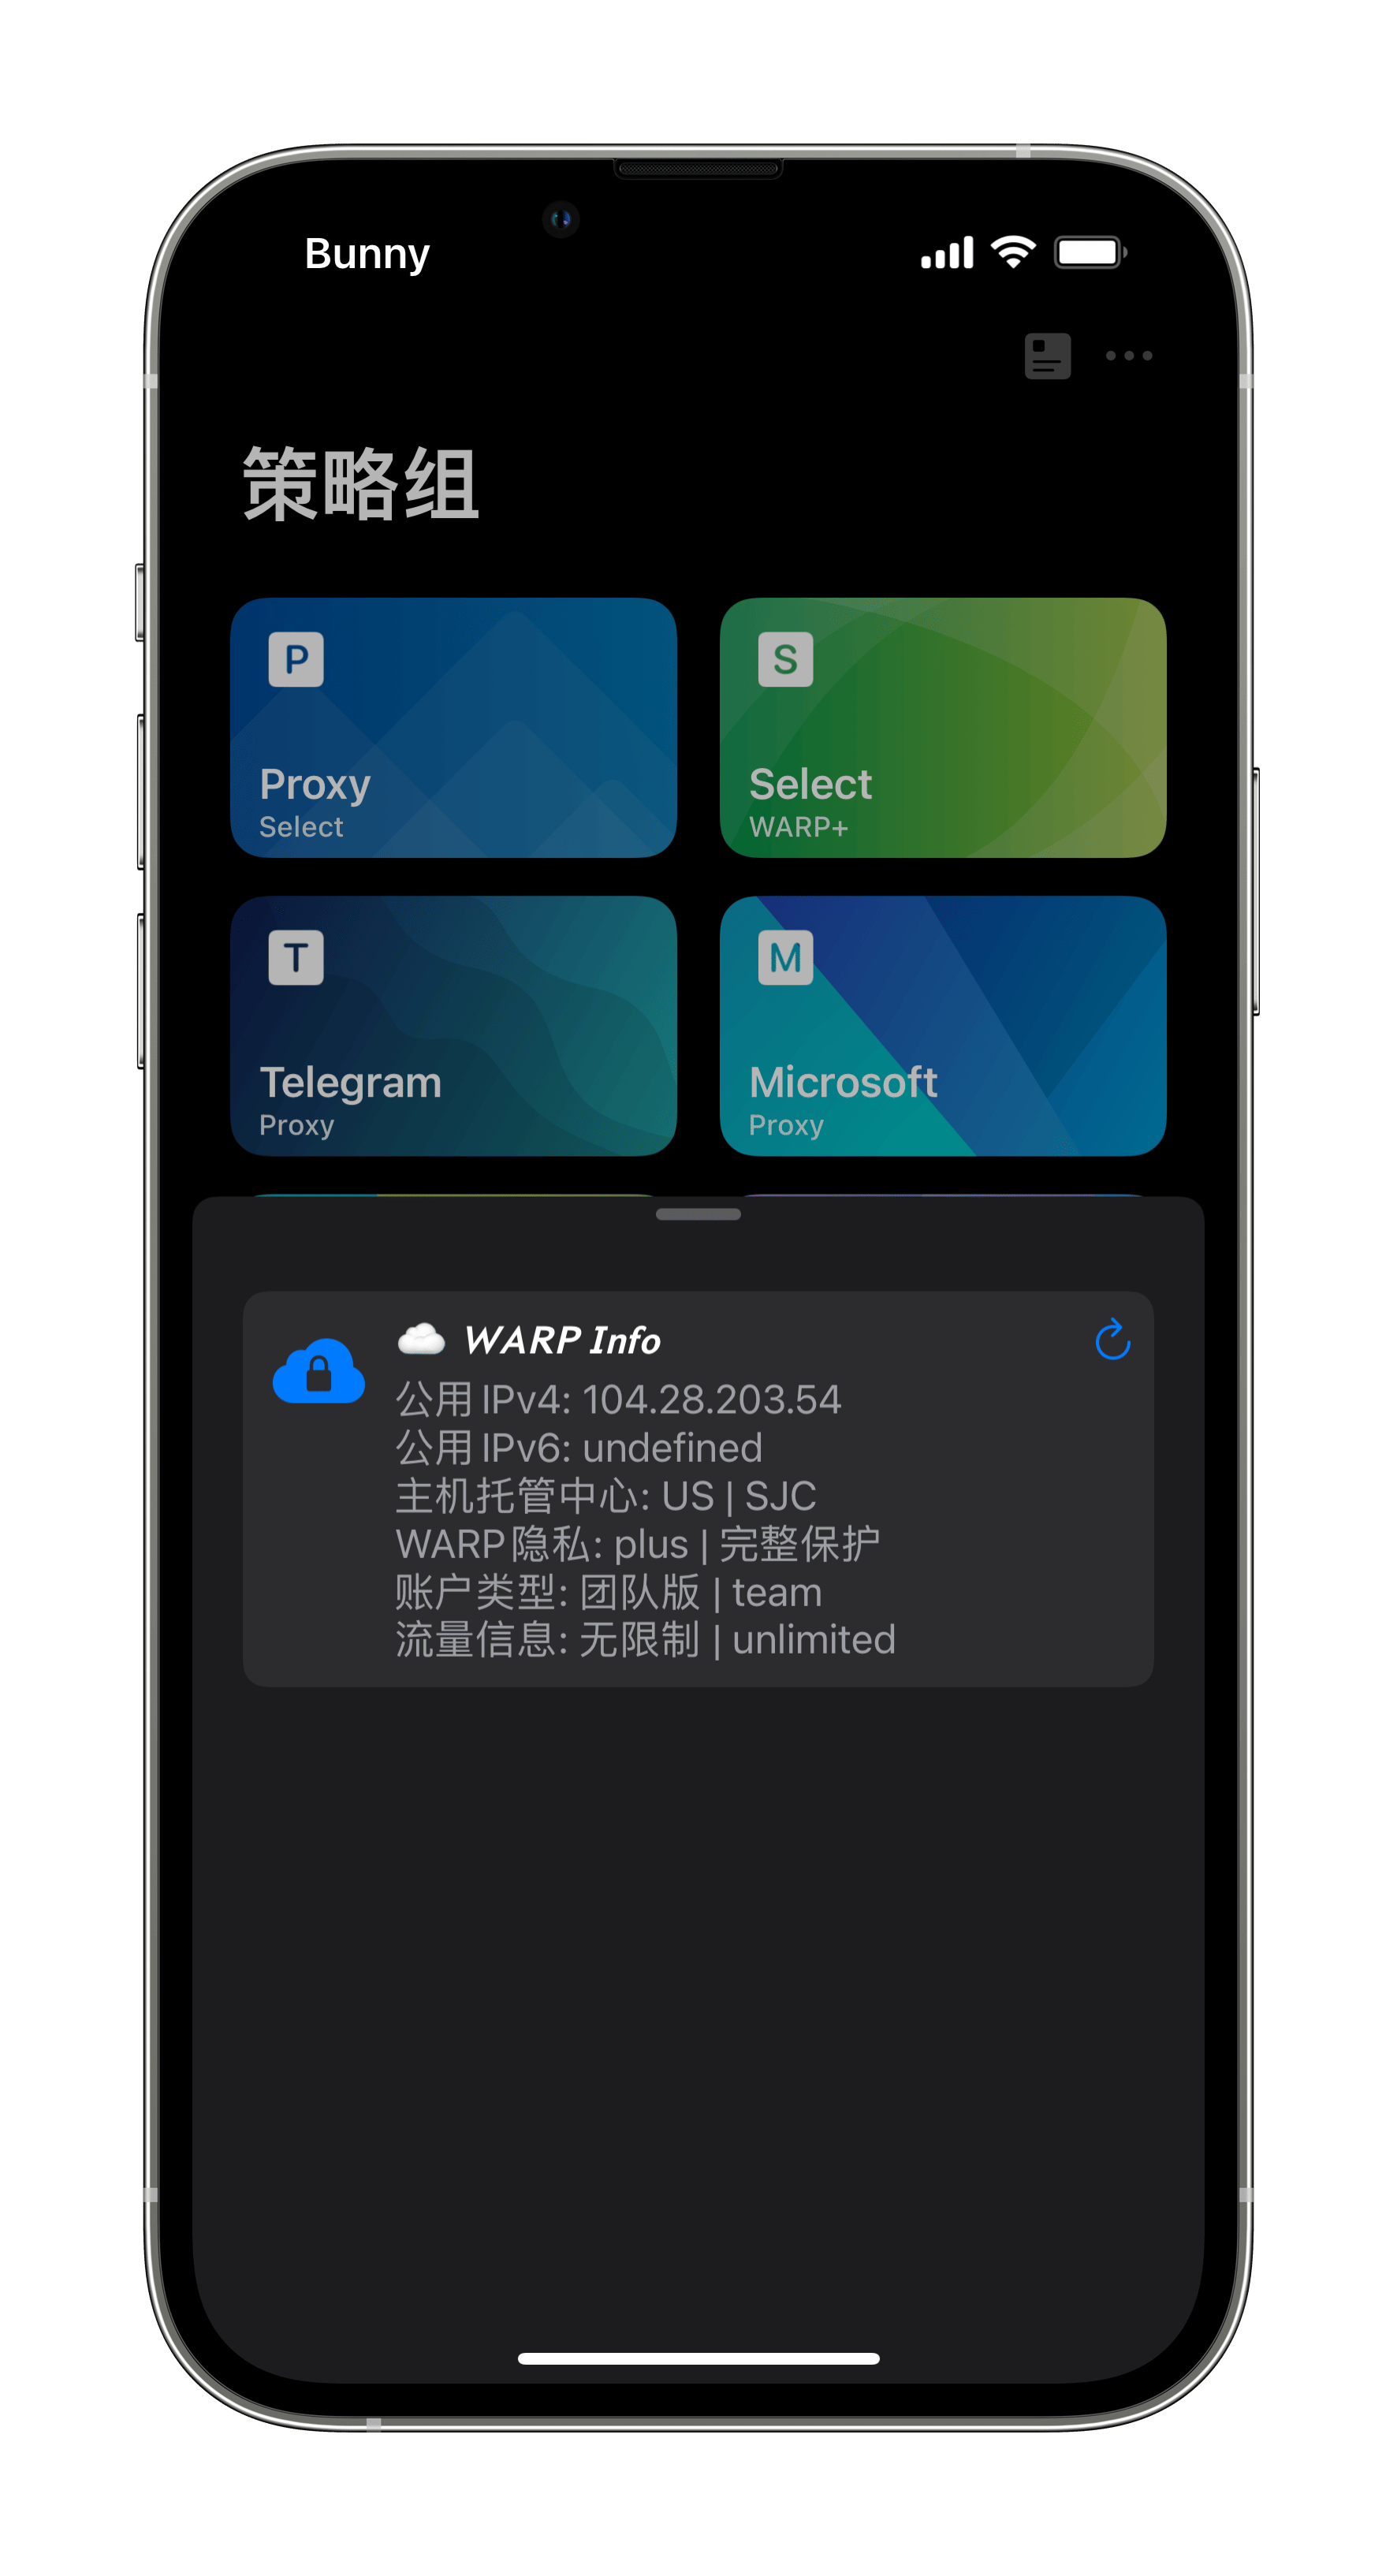 Bunny
策略组
P
Proxy
Select
S
Select
WARP+
T
Telegram
Proxy
M
Microsoft
Proxy
☁️ WARP Info
公用 IPv4: 104.28.203.54
公用 IPv6: undefined
主机托管中心: US | SJC
WARP隐私: plus | 完整保护
账户类型: 团队版 | team
流量信息: 无限制 | unlimited